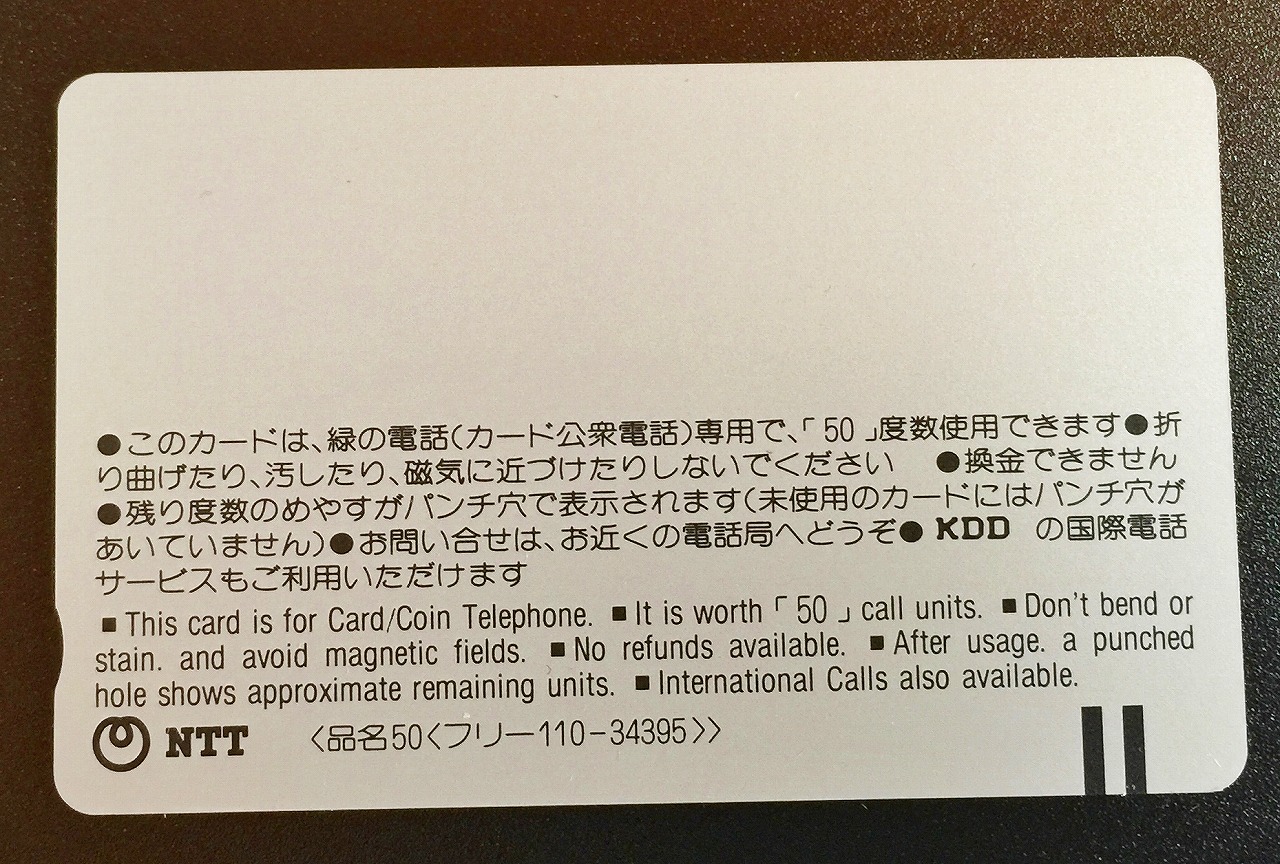 ●このカードは、緑の電話(カード公衆電話)専用で、「50」度数使用できます●折
り曲げたり、汚したり、磁気に近づけたりしないでください ●換金できません
●残り度数のめやすがパンチ穴で表示されます(未使用のカードにはパンチ穴が
あいていません)●お問い合せは、お近くの電話局へどうぞ● KDD の国際電話
サービスもご利用いただけます
■This card is for Card/Coin Telephone. ■It is worth「50」call units. ■Don't bend or
stain. and avoid magnetic fields. ■No refunds available. ■After usage. a punched
hole shows approximate remaining units. ■International Calls also available.
NTT 〈品名50〈フリー110-34395〉〉